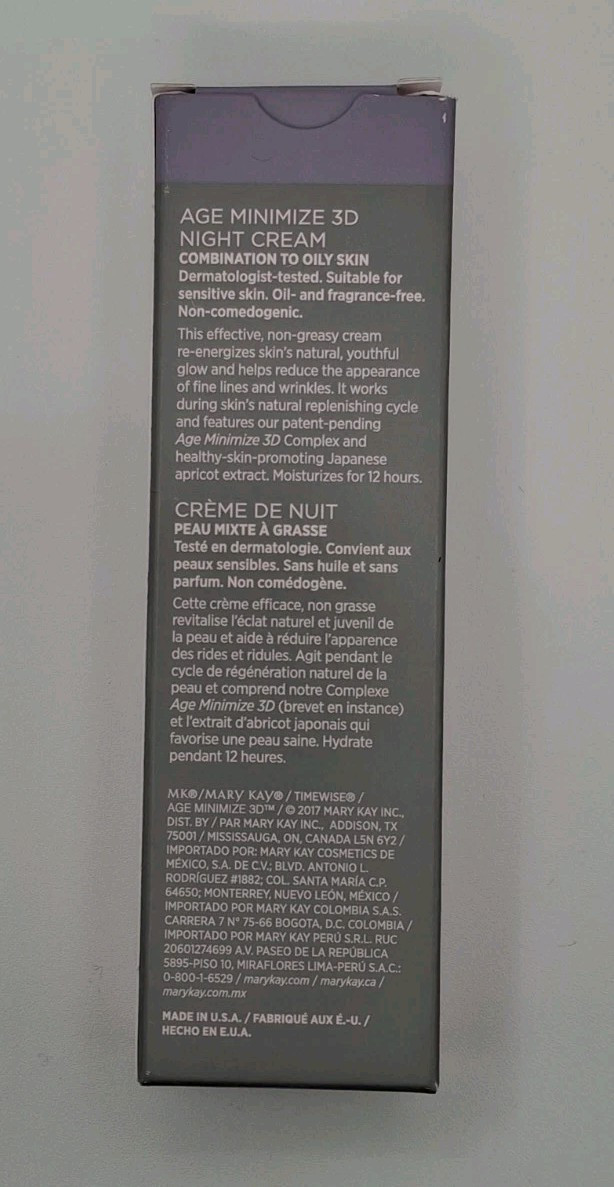 AGE MINIMIZE 3D
NIGHT CREAM
COMBINATION TO OILY SKIN
Dermatologist-tested. Suitable for
sensitive skin. Oil- and fragrance-free.
Non-comedogenic.
This effective, non-greasy cream
re-energizes skin's natural, youthful
glow and helps reduce the appearance
of fine lines and wrinkles. It works
during skin's natural replenishing cycle
and features our patent-pending
Age Minimize 3D Complex and
healthy-skin-promoting Japanese
apricot extract. Moisturizes for 12 hours.
CRÈME DE NUIT
PEAU MIXTE À GRASSE
Testé en dermatologie. Convient aux
peaux sensibles. Sans huile et sans
parfum. Non comédogène.
Cette crème efficace, non grasse
revitalise l'éclat naturel et juvenil de
la peau et aide à réduire l'apparence
des rides et ridules. Agit pendant le
cycle de régénération naturel de la
peau et comprend notre Complexe
Age Minimize 3D (brevet en instance)
et l'extrait d'abricot japonais qui
favorise une peau saine. Hydrate
pendant 12 heures.
MK®/MARY KAY® / TIMEWISE® /
AGE MINIMIZE 3D™ / © 2017 MARY KAY INC.,
DIST. BY / PAR MARY KAY INC., ADDISON, TX
75001 / MISSISSAUGA, ON, CANADA L5N 6Y2 /
IMPORTADO POR: MARY KAY COSMETICS DE
MÉXICO, S.A. DE C.V.; BLVD. ANTONIO L.
RODRÍGUEZ #1882; COL. SANTA MARÍA C.P.
64650; MONTERREY, NUEVO LEÓN, MÉXICO /
IMPORTADO POR MARY KAY COLOMBIA S.A.S.
CARRERA 7 N° 75-66 BOGOTA, D.C. COLOMBIA /
IMPORTADO POR MARY KAY PERÚ S.R.L. RUC
20601274699 A.V. PASEO DE LA REPÚBLICA
5895-PISO 10, MIRAFLORES LIMA-PERÚ S.A.C.:
0-800-1-6529 / marykay.com / marykay.ca /
marykay.com.mx
MADE IN U.S.A. / FABRIQUÉ AUX É.-U. /
HECHO EN E.U.A.